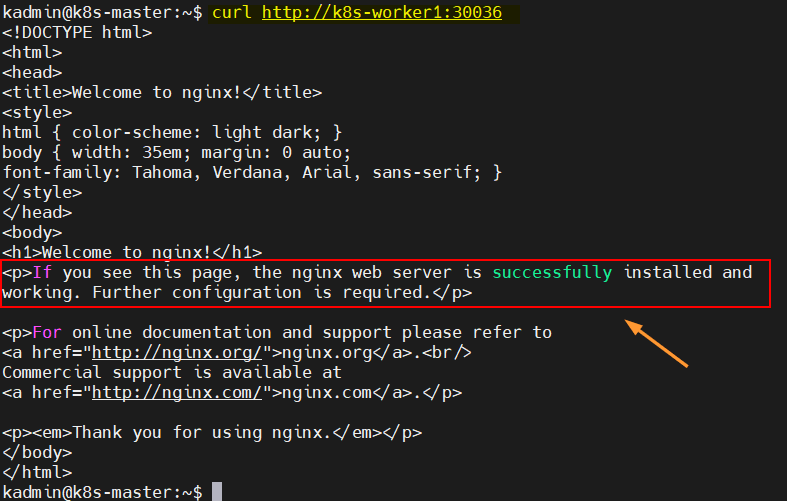 kadmin@k8s-master:~$ curl http://k8s-worker1:30036
<!DOCTYPE html>
<html>
<head>
<title>Welcome to nginx!</title>
<style>
html { color-scheme: light dark; }
body { width: 35em; margin: 0 auto;
font-family: Tahoma, Verdana, Arial, sans-serif; }
</style>
</head>
<body>
<h1>Welcome to nginx!</h1>
<p>If you see this page, the nginx web server is successfully installed and
working. Further configuration is required.</p>

<p>For online documentation and support please refer to
<a href="http://nginx.org/">nginx.org</a>.<br/>
Commercial support is available at
<a href="http://nginx.com/">nginx.com</a>.</p>

<p><em>Thank you for using nginx.</em></p>
</body>
</html>
kadmin@k8s-master:~$